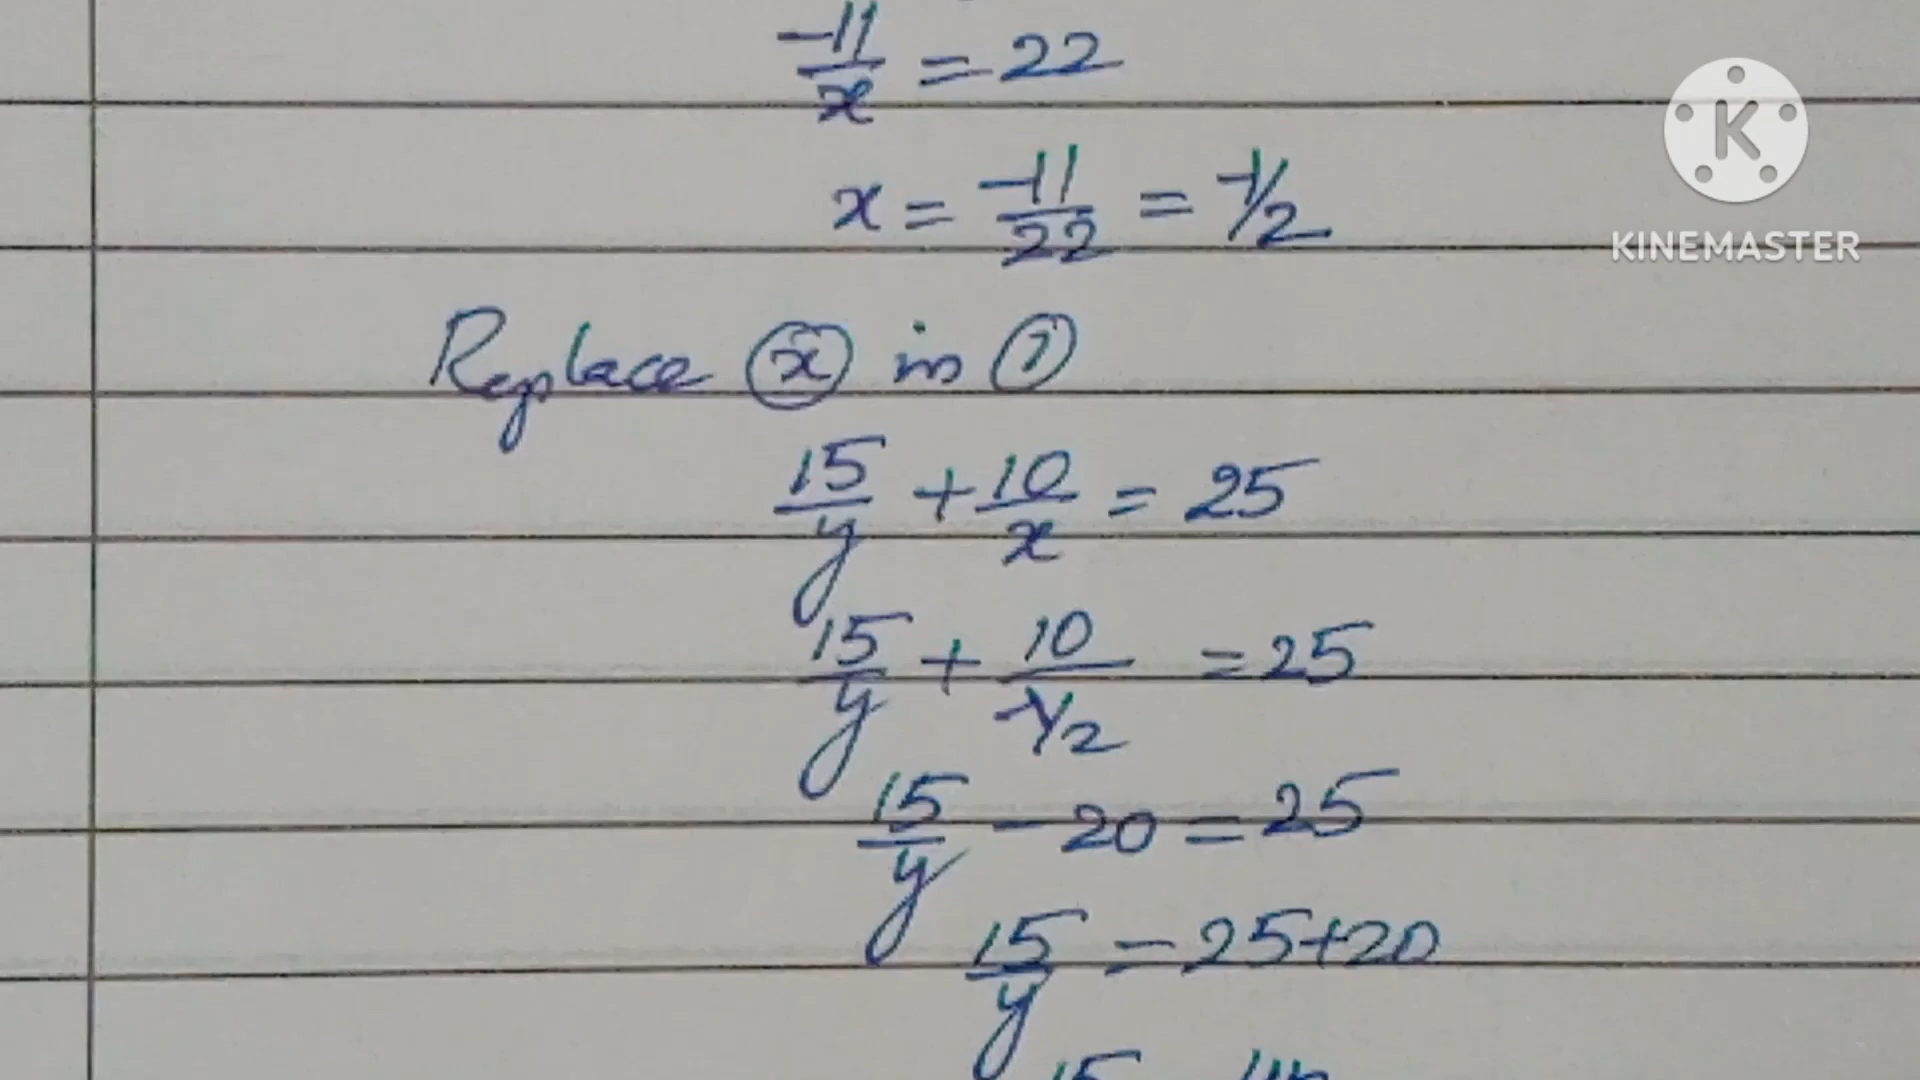 -11/x = 22
x = -11/22 = -1/2
Replace ⓧ in ①
15/y + 10/x = 25
15/y + 10/-1/2 = 25
15/y - 20 = 25
15/y = 25+20
15
K
KINEMASTER